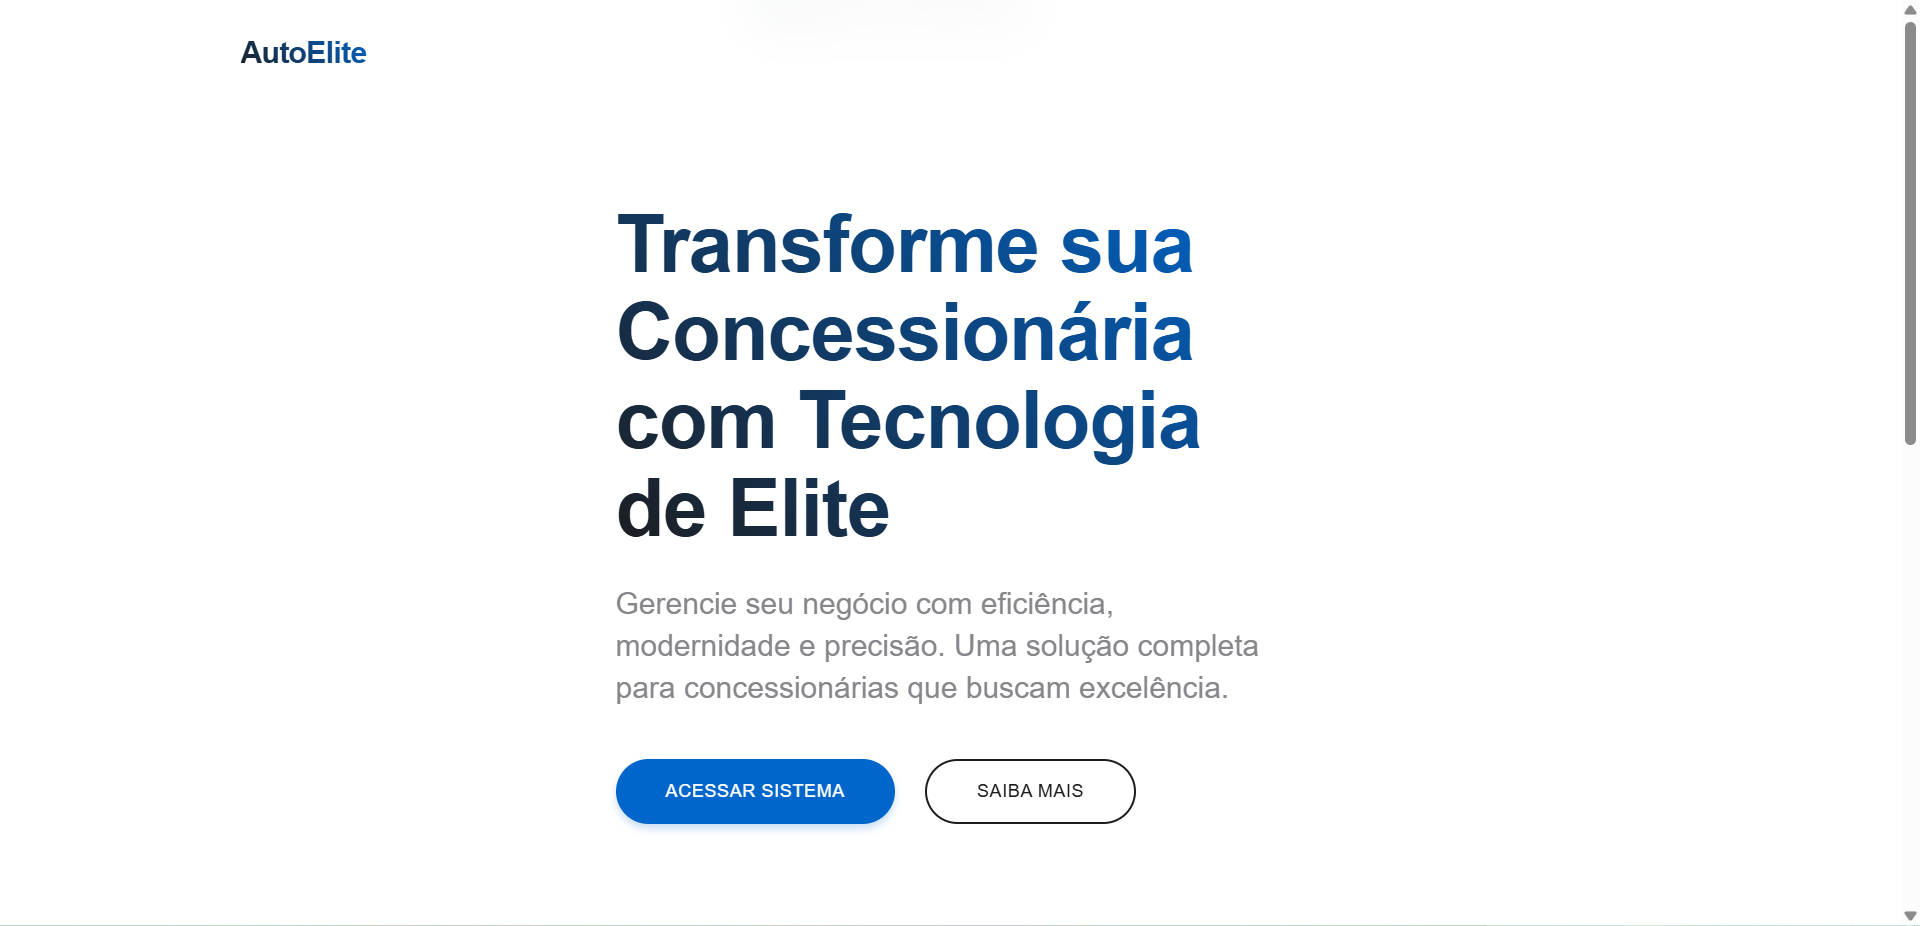 AutoElite
Transforme sua
Concessionária
com Tecnologia
de Elite
Gerencie seu negócio com eficiência,
modernidade e precisão. Uma solução completa
para concessionárias que buscam excelência.
ACESSAR SISTEMA
SAIBA MAIS